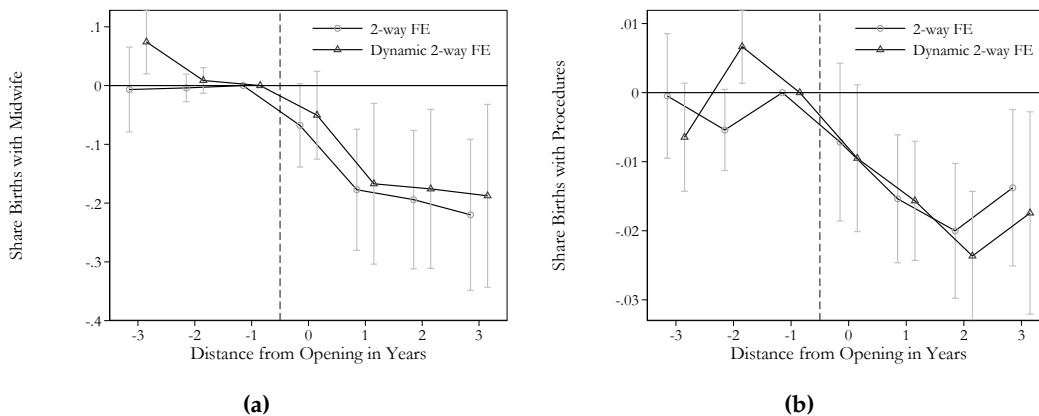 Share Births with Midwife
.1
0
-.1
-.2
-.3
-.4
2-way FE
Dynamic 2-way FE
-3 -2 -1 0 1 2 3
Distance from Opening in Years
(a)
Share Births with Procedures
.01
0
-.01
-.02
-.03
2-way FE
Dynamic 2-way FE
-3 -2 -1 0 1 2 3
Distance from Opening in Years
(b)